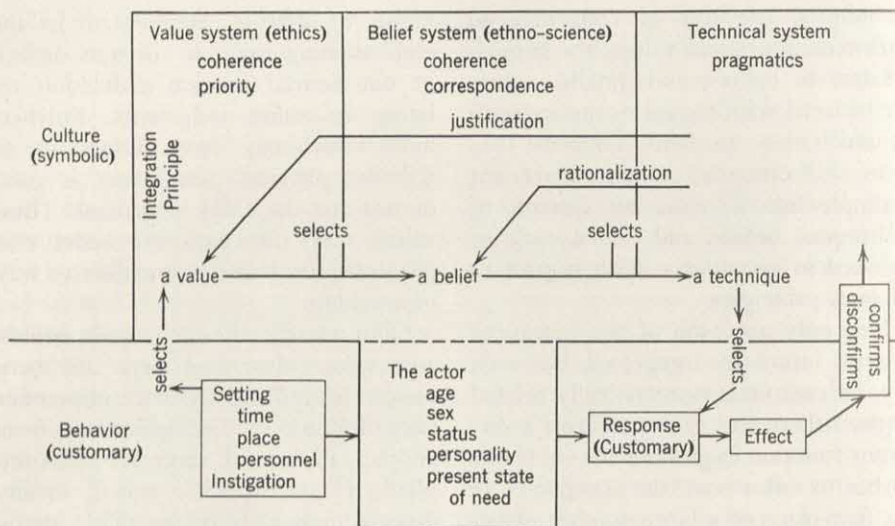 Value system (ethics)
coherence
priority
Belief system (ethno-science)
coherence
correspondence
Technical system
pragmatics
Culture
(symbolic)
Integration
Principle
justification
rationalization
selects
selects
a value
a belief
a technique
selects
selects
confirms
disconfirms
Behavior
(customary)
Setting
time
place
personnel
Instigation
The actor
age
sex
status
personality
present state
of need
Response
(Customary)
Effect